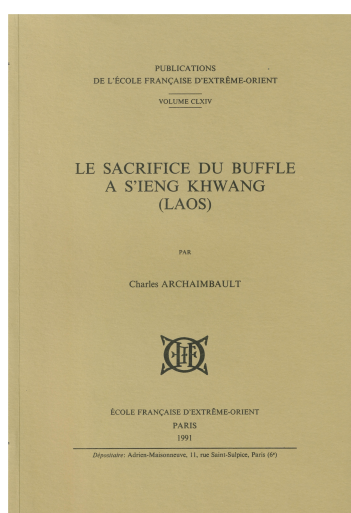 PUBLICATIONS
DE L'ÉCOLE FRANÇAISE D'EXTRÊME-ORIENT
VOLUME CLXIV
LE SACRIFICE DU BUFFLE
A S'IENG KHWANG
(LAOS)
PAR
Charles ARCHAIMBAULT
ÉCOLE FRANÇAISE D'EXTRÊME-ORIENT
PARIS
1991
Dépositaire : Adrien-Maisonneuve, 11, rue Saint-Sulpice, Paris (6e)